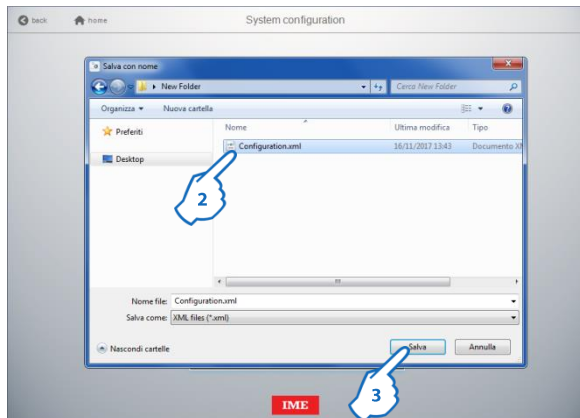 back home System configuration
Salva con nome
New Folder Cerca New Folder
Organizza Nuova cartella
Preferiti
Desktop
Nome Ultima modifica Tipo
Configuration.xml 16/11/2017 13:43 Documento XM
2
Nome file: Configuration.xml
Salva come: XML files (*.xml)
Nascondi cartelle Salva Annulla
IME
3